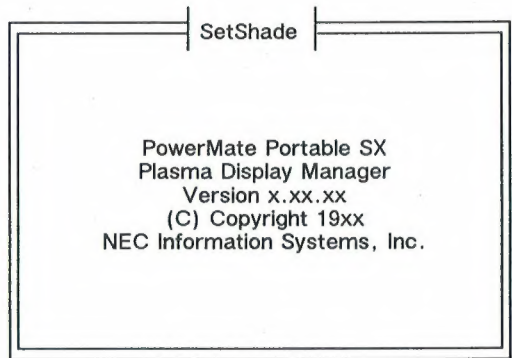 SetShade
PowerMate Portable SX
Plasma Display Manager
Version x.xx.xx
(C) Copyright 19xx
NEC Information Systems, Inc.